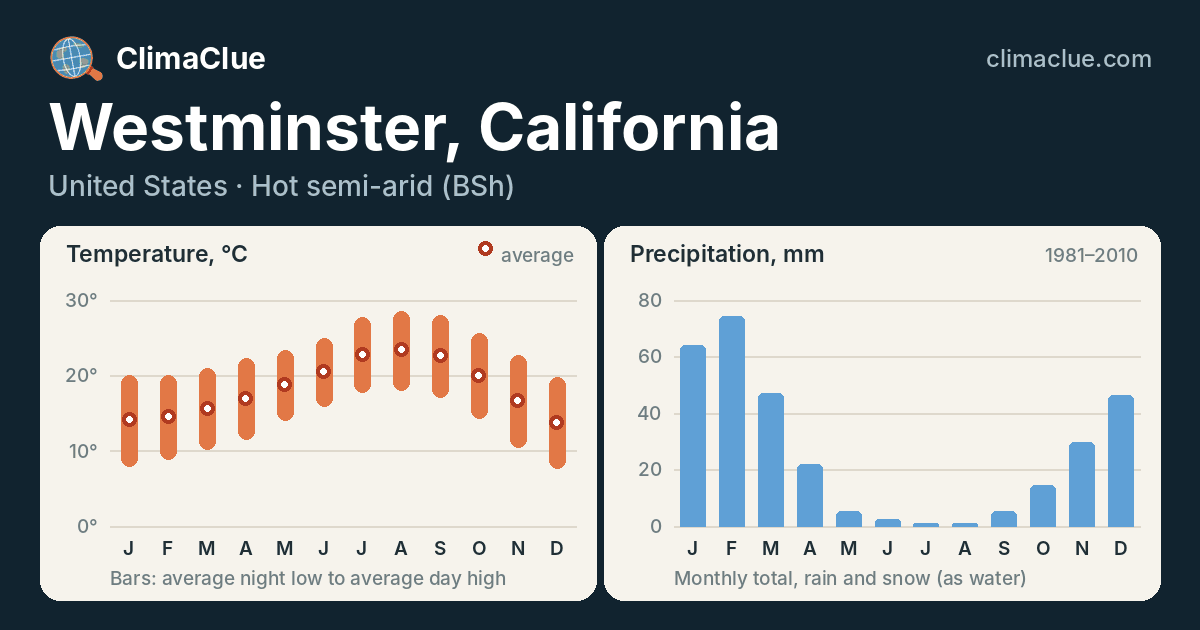 ClimaClue
climaclue.com
Westminster, California
United States · Hot semi-arid (BSh)
Temperature, °C
average
30°
20°
10°
0°
J F M A M J J A S O N D
Bars: average night low to average day high
Precipitation, mm
1981–2010
80
60
40
20
0
J F M A M J J A S O N D
Monthly total, rain and snow (as water)